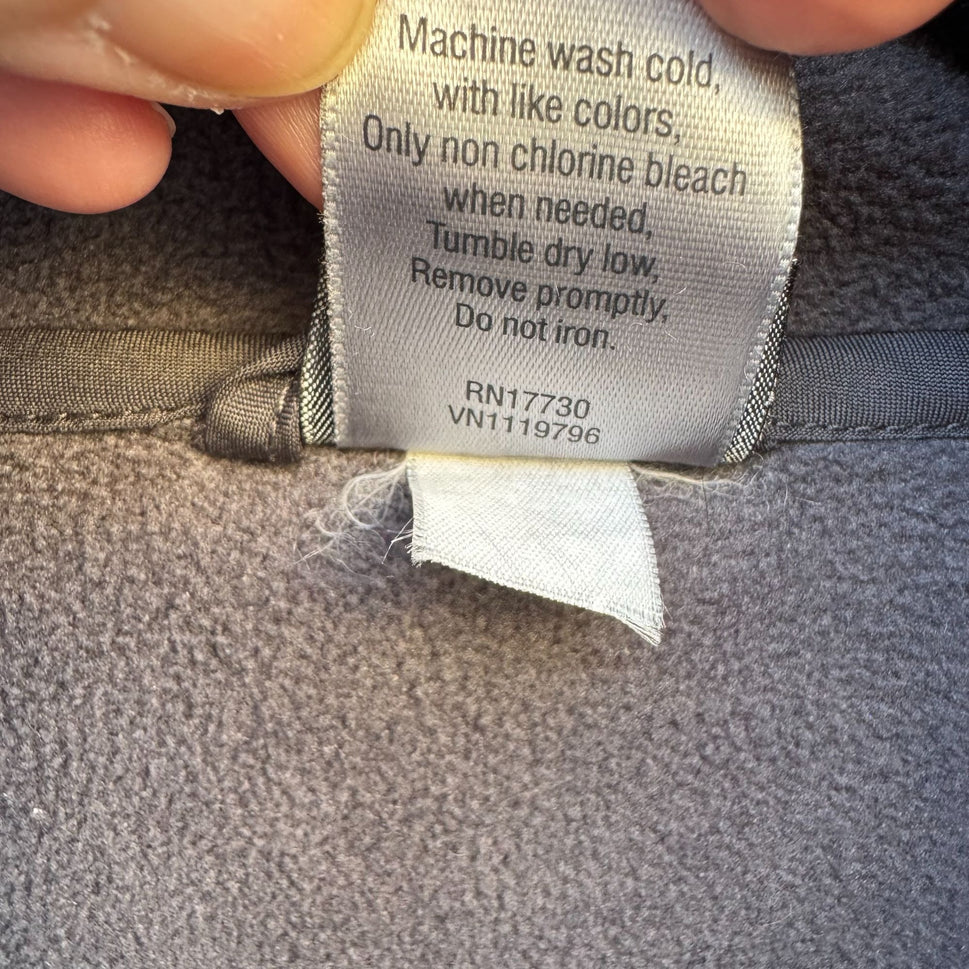 Machine wash cold,
with like colors,
Only non chlorine bleach
when needed,
Tumble dry low,
Remove promptly,
Do not iron.
RN17730
VN1119796